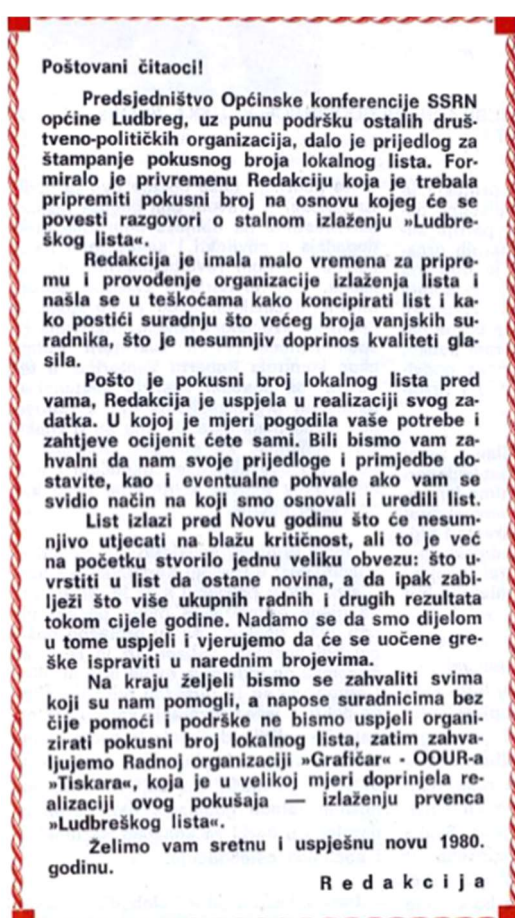 Poštovani čitaoci!
Predsjedništvo Općinske konferencije SSRN
općine Ludbreg, uz punu podršku ostalih druš-
tveno-političkih organizacija, dalo je prijedlog za
štampanje pokusnog broja lokalnog lista. For-
miralo je privremenu Redakciju koja je trebala
pripremiti pokusni broj na osnovu kojeg će se
povesti razgovori o stalnom izlaženju »Ludbre-
škog lista«.
Redakcija je imala malo vremena za pripre-
mu i provođenje organizacije izlaženja lista i
našla se u teškoćama kako koncipirati list i ka-
ko postići suradnju što većeg broja vanjskih su-
radnika, što je nesumnjiv doprinos kvaliteti gla-
sila.
Pošto je pokusni broj lokalnog lista pred
vama, Redakcija je uspjela u realizaciji svog za-
datka. U kojoj je mjeri pogodila vaše potrebe i
zahtjeve ocijenit ćete sami. Bili bismo vam za-
hvalni da nam svoje prijedloge i primjedbe do-
stavite, kao i eventualne pohvale ako vam se
svidio način na koji smo osnovali i uredili list.
List izlazi pred Novu godinu što će nesum-
njivo utjecati na blažu kritičnost, ali to je već
na početku stvorilo jednu veliku obvezu: što u-
vrstiti u list da ostane novina, a da ipak zabi-
lježi što više ukupnih radnih i drugih rezultata
tokom cijele godine. Nadamo se da smo dijelom
u tome uspjeli i vjerujemo da će se uočene gre-
ške ispraviti u narednim brojevima.
Na kraju željeli bismo se zahvaliti svima
koji su nam pomogli, a napose suradnicima bez
čije pomoći i podrške ne bismo uspjeli organi-
zirati pokusni broj lokalnog lista, zatim zahva-
ljujemo Radnoj organizaciji »Grafičar« - OOUR-a
»Tiskara«, koja je u velikoj mjeri doprinjela re-
alizaciji ovog pokušaja — izlaženju prvenca
»Ludbreškog lista«.
Želimo vam sretnu i uspješnu novu 1980.
godinu.
Redakcija